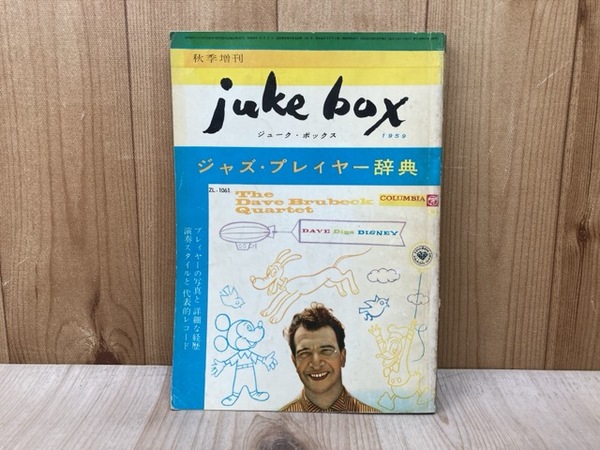 秋季増刊
juke box
ジューク・ボックス
1959
ジャズ・プレイヤー辞典
ZL-1061
The
Dave Brubeck
Quartet
COLUMBIA
DAVE Digs DISNEY
プレイヤーの写真と詳細な経歴
演奏スタイルと代表的レコード